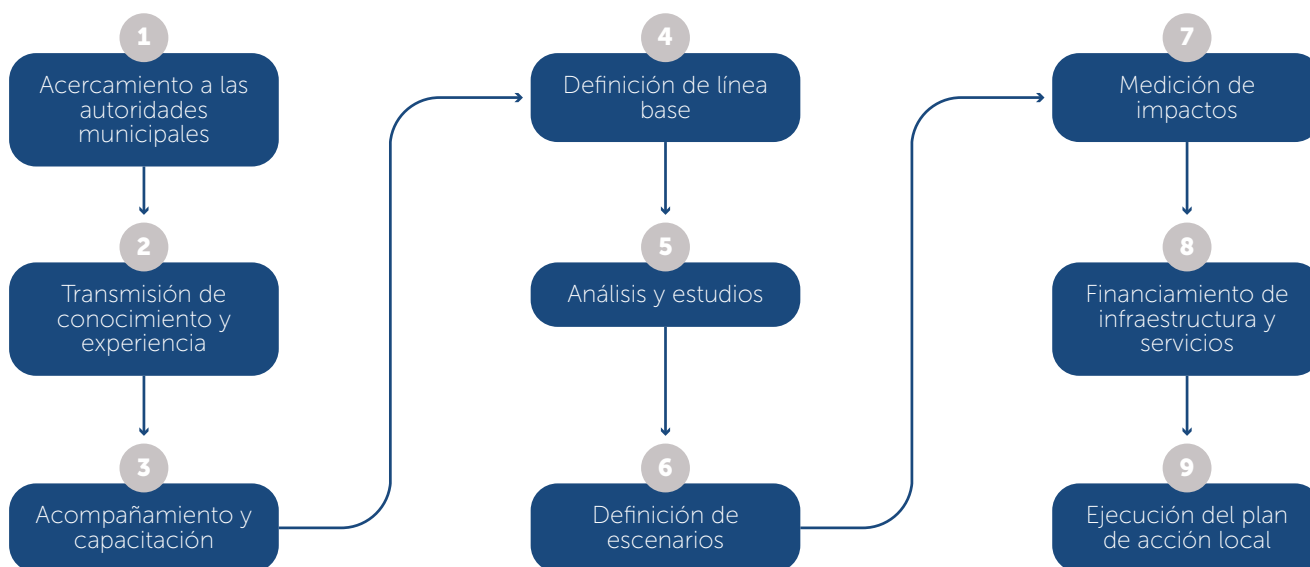 1
Acercamiento a las
autoridades
municipales
2
Transmisión de
conocimiento y
experiencia
3
Acompañamiento y
capacitación
4
Definición de línea
base
5
Análisis y estudios
6
Definición de
escenarios
7
Medición de
impactos
8
Financiamiento de
infraestructura y
servicios
9
Ejecución del plan
de acción local